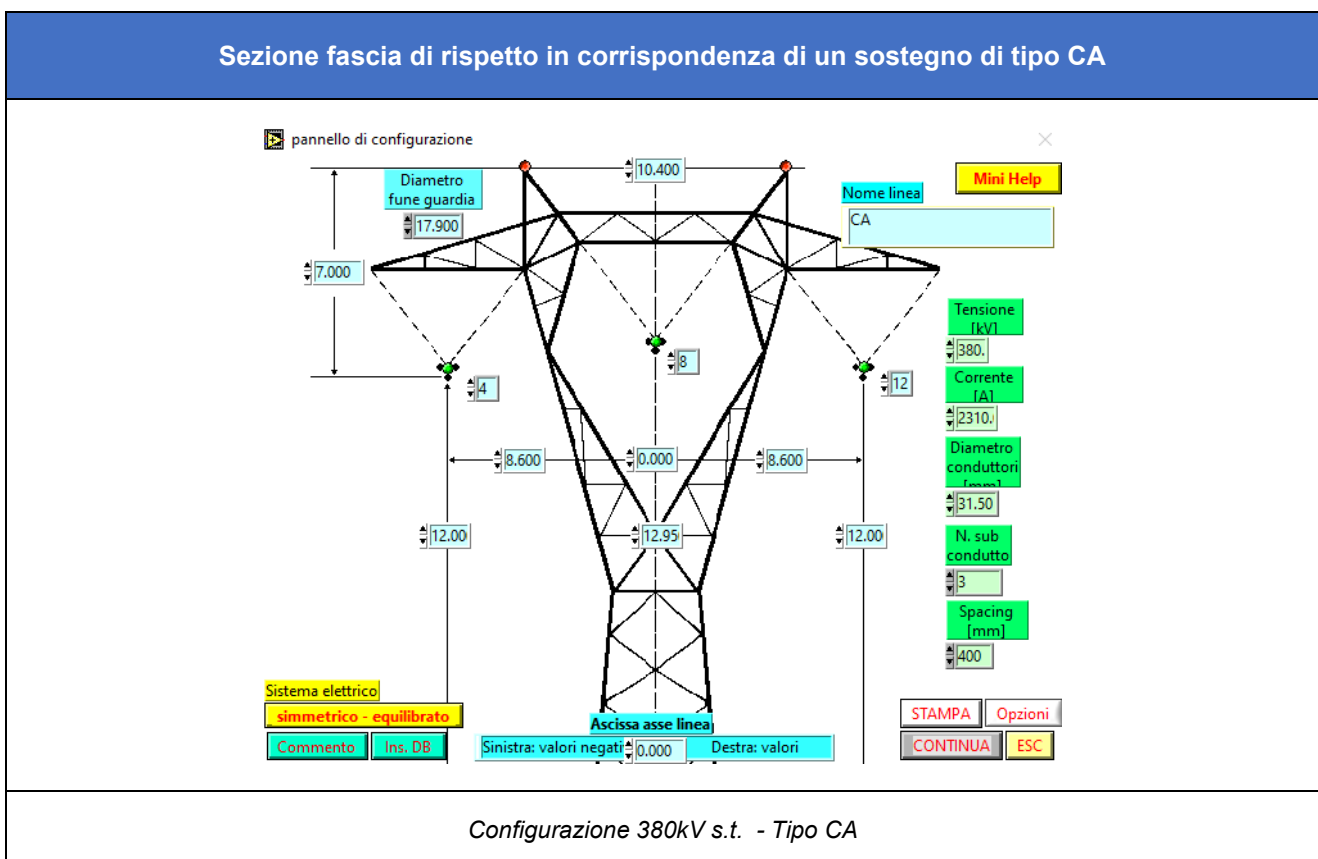 Sezione fascia di rispetto in corrispondenza di un sostegno di tipo CA
pannello di configurazione
10.400
Mini Help
Diametro
fune guardia
17.900
Nome linea
CA
7.000
Tensione
[kV]
380.
8
4
12
Corrente
[A]
2310.
Diametro
conduttori
[mm]
31.50
8.600
0.000
8.600
12.00
12.95
12.00
N. sub
condutto
3
Spacing
[mm]
400
Sistema elettrico
simmetrico - equilibrato
Commento
Ins. DB
Ascissa asse linea
Sinistra: valori negati
0.000
Destra: valori
STAMPA
Opzioni
CONTINUA
ESC
Configurazione 380kV s.t. - Tipo CA